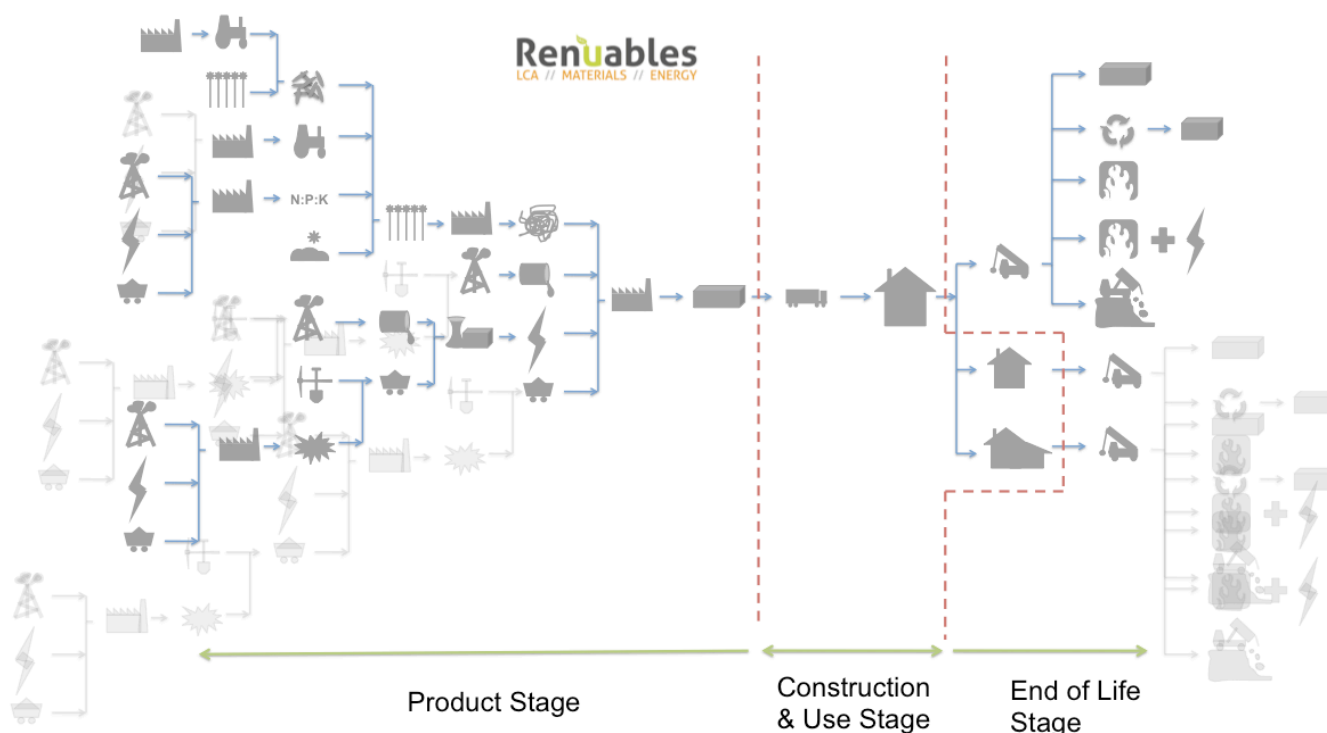 Renuables
LCA // MATERIALS // ENERGY
N:P:K
Product Stage
Construction
& Use Stage
End of Life
Stage